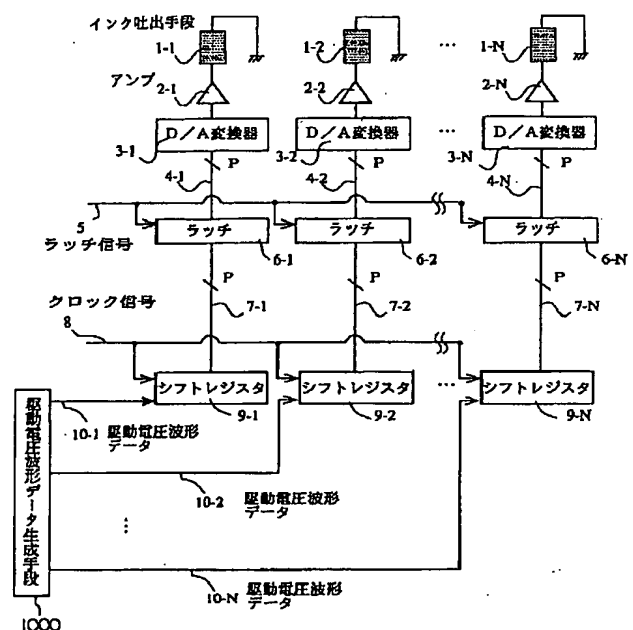 インク吐出手段
1-1
1-2
...
1-N
アンプ
2-1
2-2
2-N
D/A変換器
D/A変換器
...
D/A変換器
3-1
3-2
3-N
P
P
P
4-1
4-2
4-N
5
ラッチ信号
ラッチ
ラッチ
ラッチ
6-1
6-2
6-N
P
P
P
7-1
7-2
7-N
クロック信号
8
シフトレジスタ
シフトレジスタ
...
シフトレジスタ
9-1
9-2
9-N
駆動電圧波形データ生成手段
10-1
駆動電圧波形
データ
10-2
駆動電圧波形
データ
...
10-N
駆動電圧波形
データ
1000